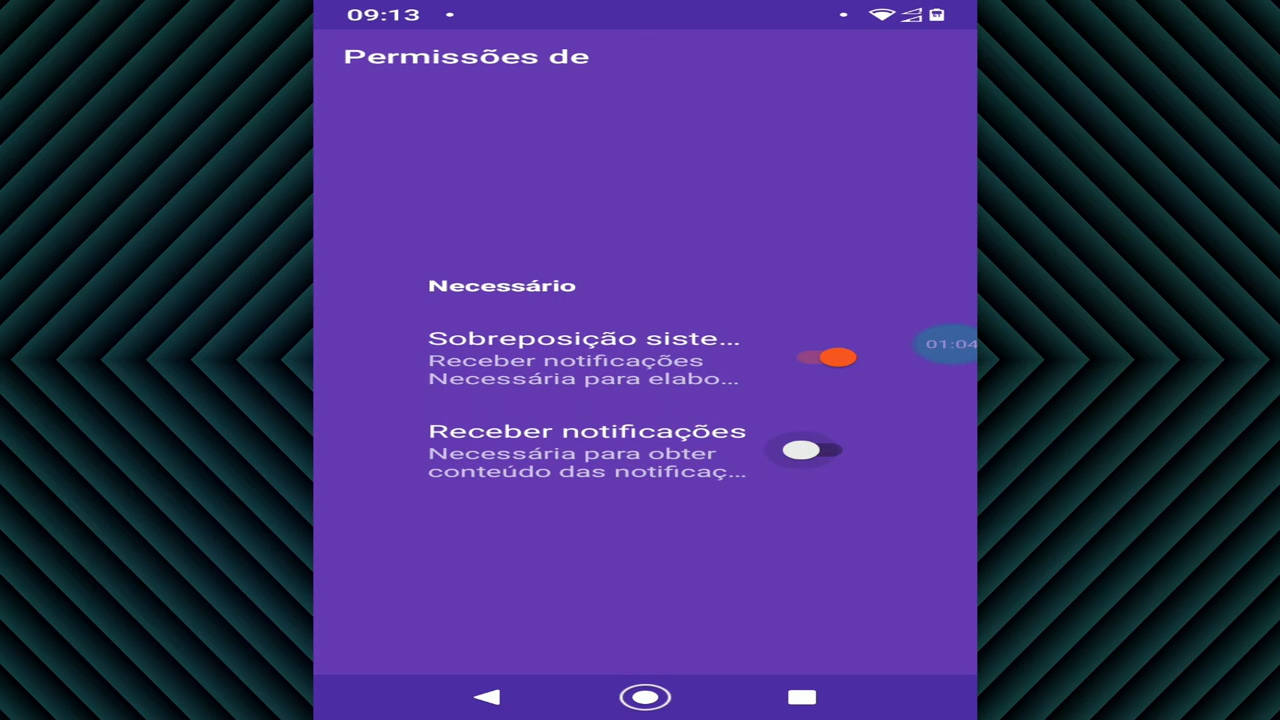 09:13
Permissões de
Necessário
Sobreposição siste...
Receber notificações
Necessária para elabo...
01:04
Receber notificações
Necessária para obter
conteúdo das notificaç...